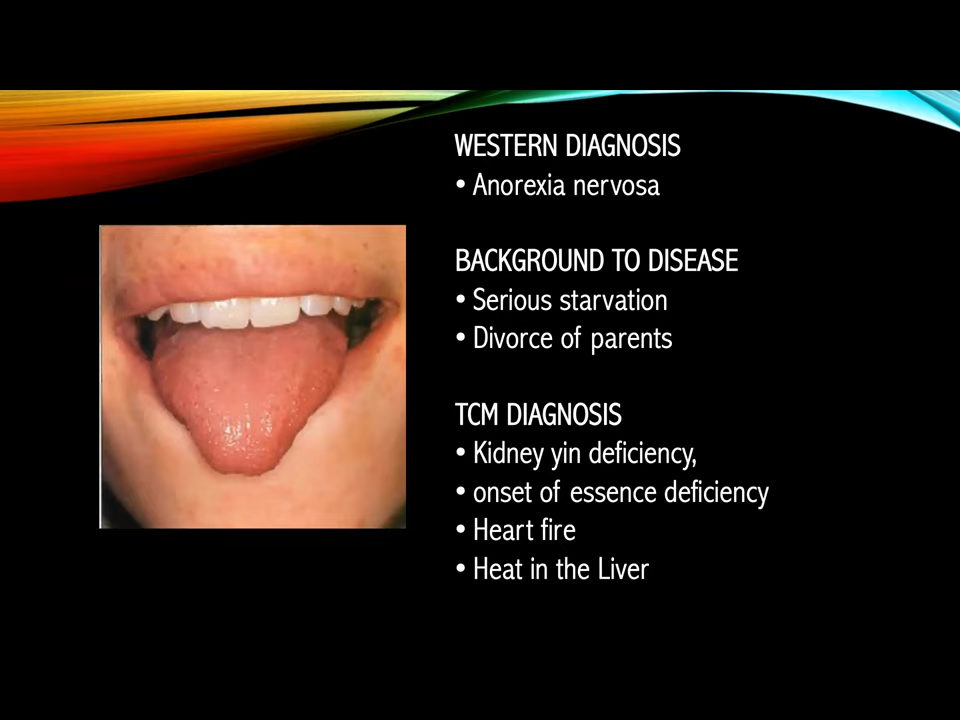 WESTERN DIAGNOSIS
• Anorexia nervosa
BACKGROUND TO DISEASE
• Serious starvation
• Divorce of parents
TCM DIAGNOSIS
• Kidney yin deficiency,
• onset of essence deficiency
• Heart fire
• Heat in the Liver